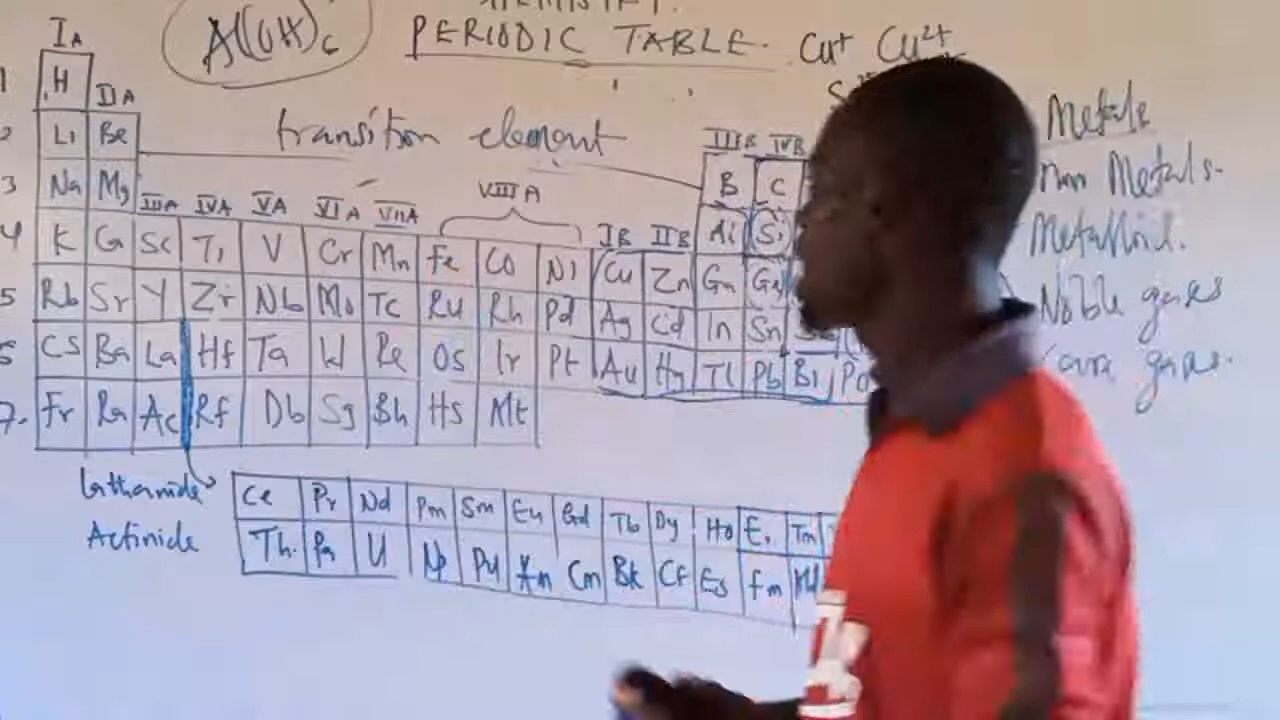 PERIODIC TABLE. Cu+ Cu2+
IA
1 H IIA
2 Li Be transition element IIIB IVB Metals
3 Na Mg B C non Metals.
IIIA IVA VA VIA VIIA VIIIA IB IIB Al Si Metalloid.
4 K Ca Sc Ti V Cr Mn Fe Co Ni Cu Zn Ga Ge
5 Rb Sr Y Zr Nb Mo Tc Ru Rh Pd Ag Cd In Sn Noble gases
6 Cs Ba La Hf Ta W Re Os Ir Pt Au Hg Tl Pb Bi Po gases.
7. Fr Ra Ac Rf Db Sg Bh Hs Mt
Lathanide Ce Pr Nd Pm Sm Eu Gd Tb Dy Ho Er Tm
Actinide Th. Pa U Np Pu Am Cm Bk Cf Es Fm Md